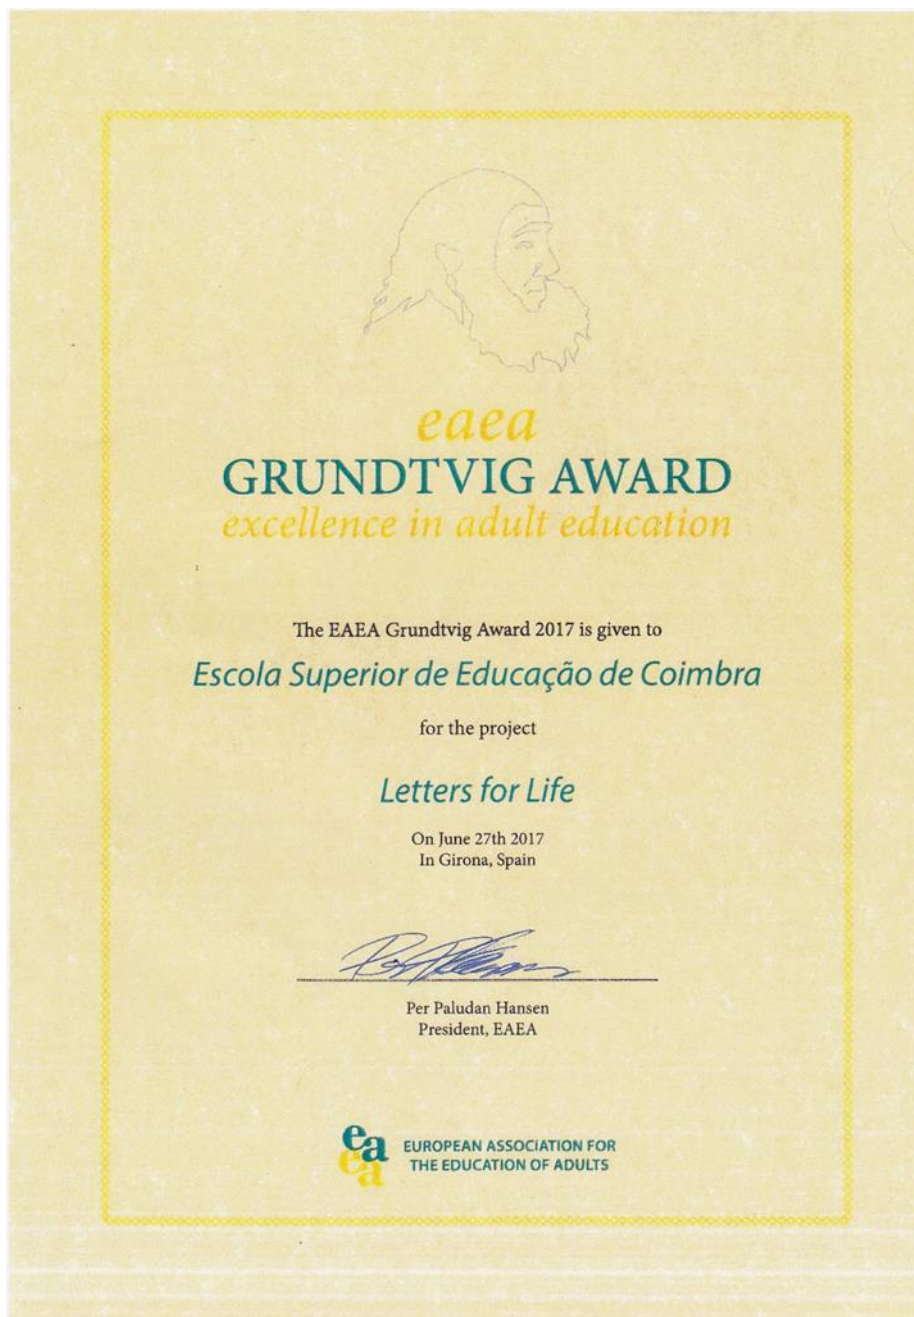 eaea
GRUNDTVIG AWARD
excellence in adult education
The EAEA Grundtvig Award 2017 is given to
Escola Superior de Educação de Coimbra
for the project
Letters for Life
On June 27th 2017
In Girona, Spain
Per Paludan Hansen
President, EAEA
ea
ea
EUROPEAN ASSOCIATION FOR
THE EDUCATION OF ADULTS